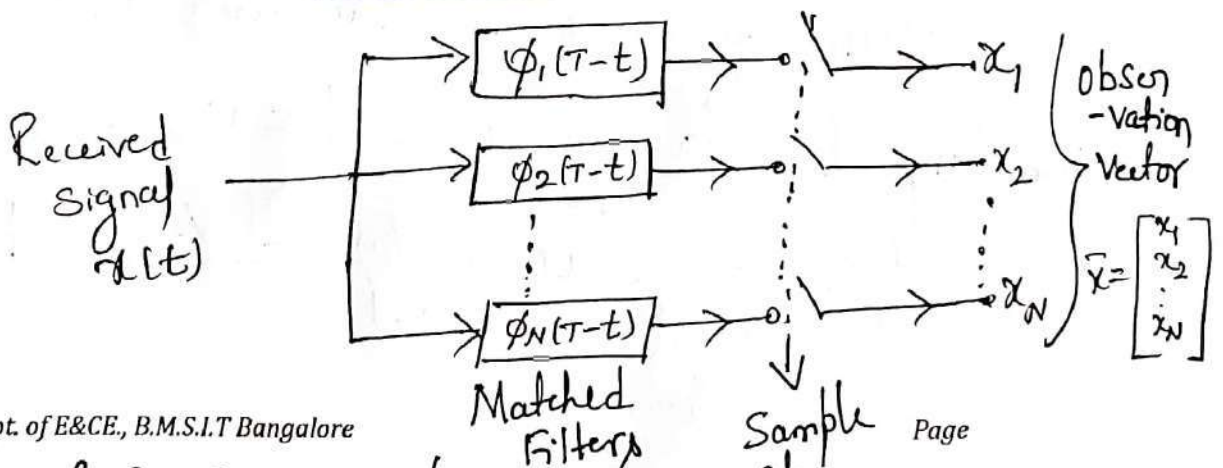 Received
Signal
x(t)
φ₁(T-t)
φ₂(T-t)
φN(T-t)
Matched
Filters
Sample
x₁
x₂
xN
Obser
-vation
Vector
x̄ = [x₁ x₂ ⋮ xN]
pt. of E&CE., B.M.S.I.T Bangalore
Page